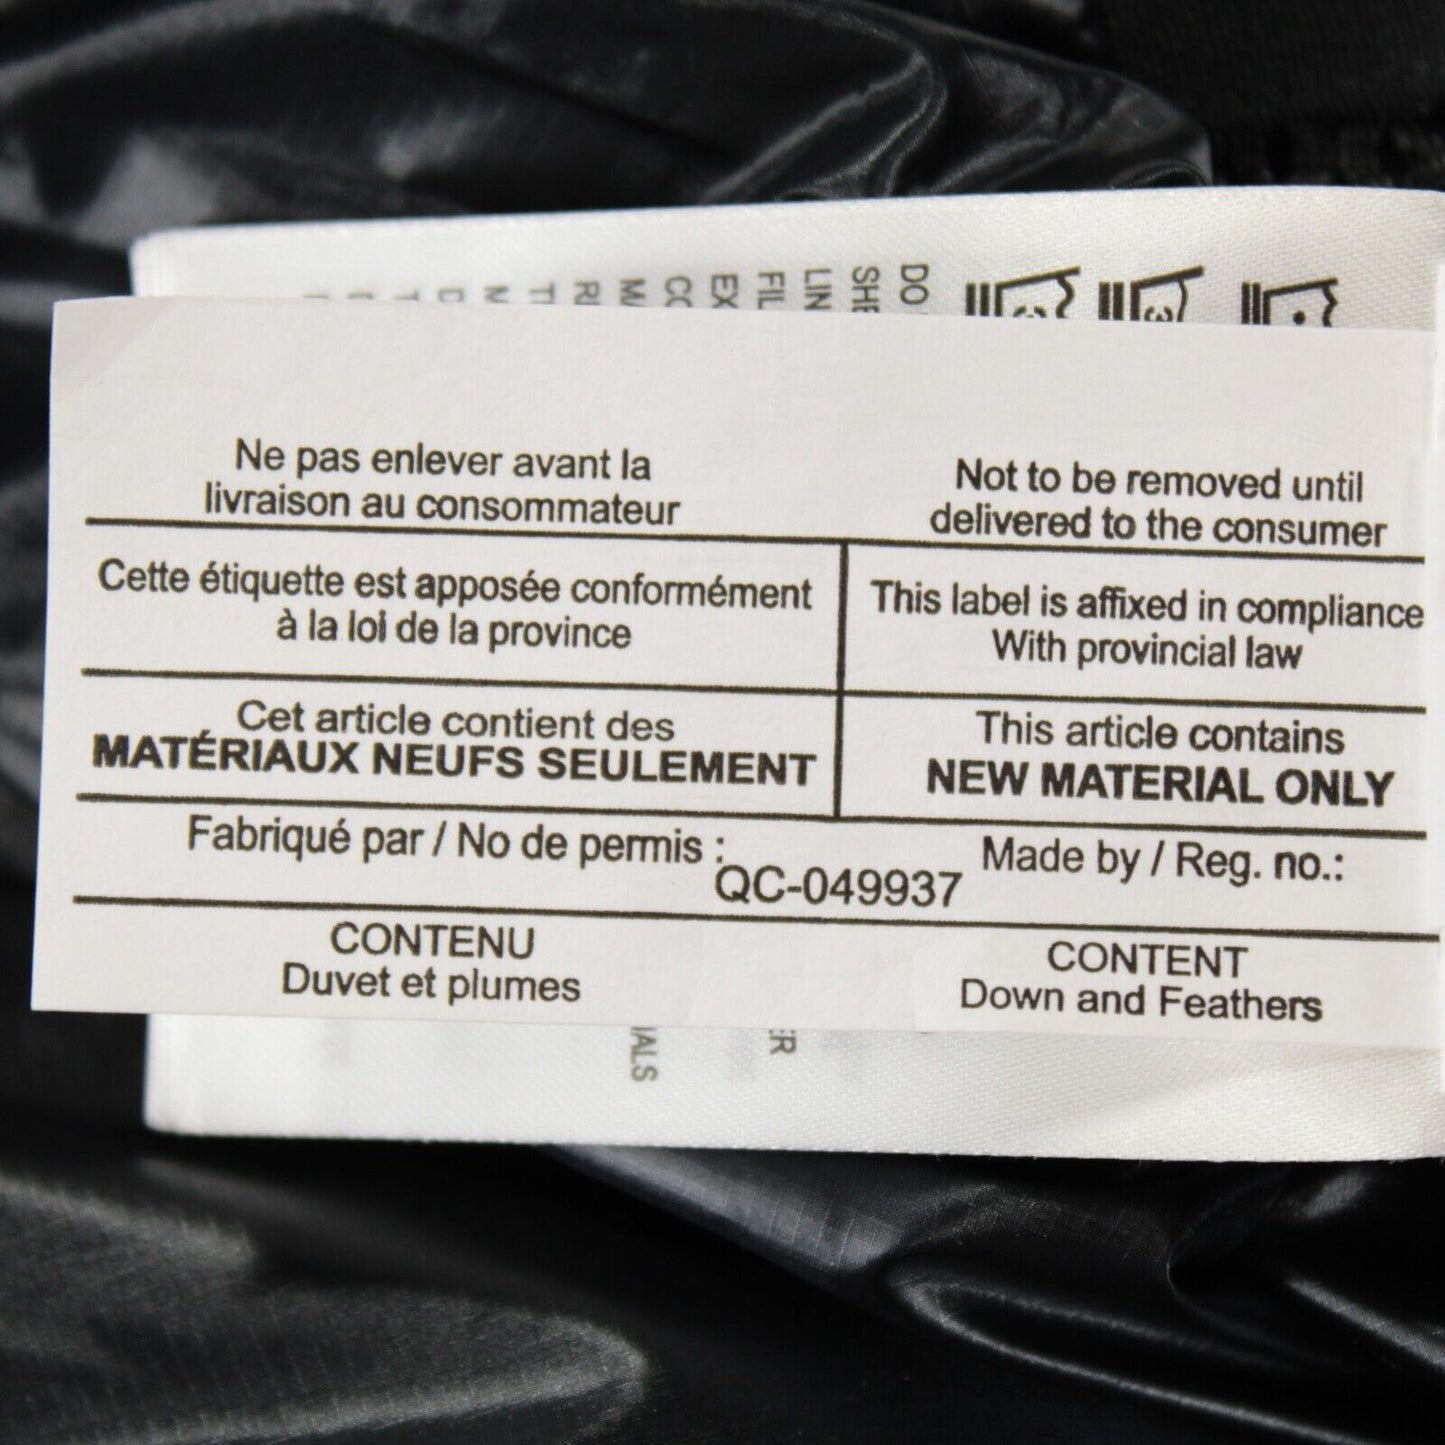 DO
Ne pas enlever avant la
livraison au consommateur
Not to be removed until
delivered to the consumer
Cette étiquette est apposée conformément
à la loi de la province
This label is affixed in compliance
With provincial law
Cet article contient des
MATÉRIAUX NEUFS SEULEMENT
This article contains
NEW MATERIAL ONLY
Fabriqué par / No de permis :
QC-049937
Made by / Reg. no.:
CONTENU
Duvet et plumes
CONTENT
Down and Feathers